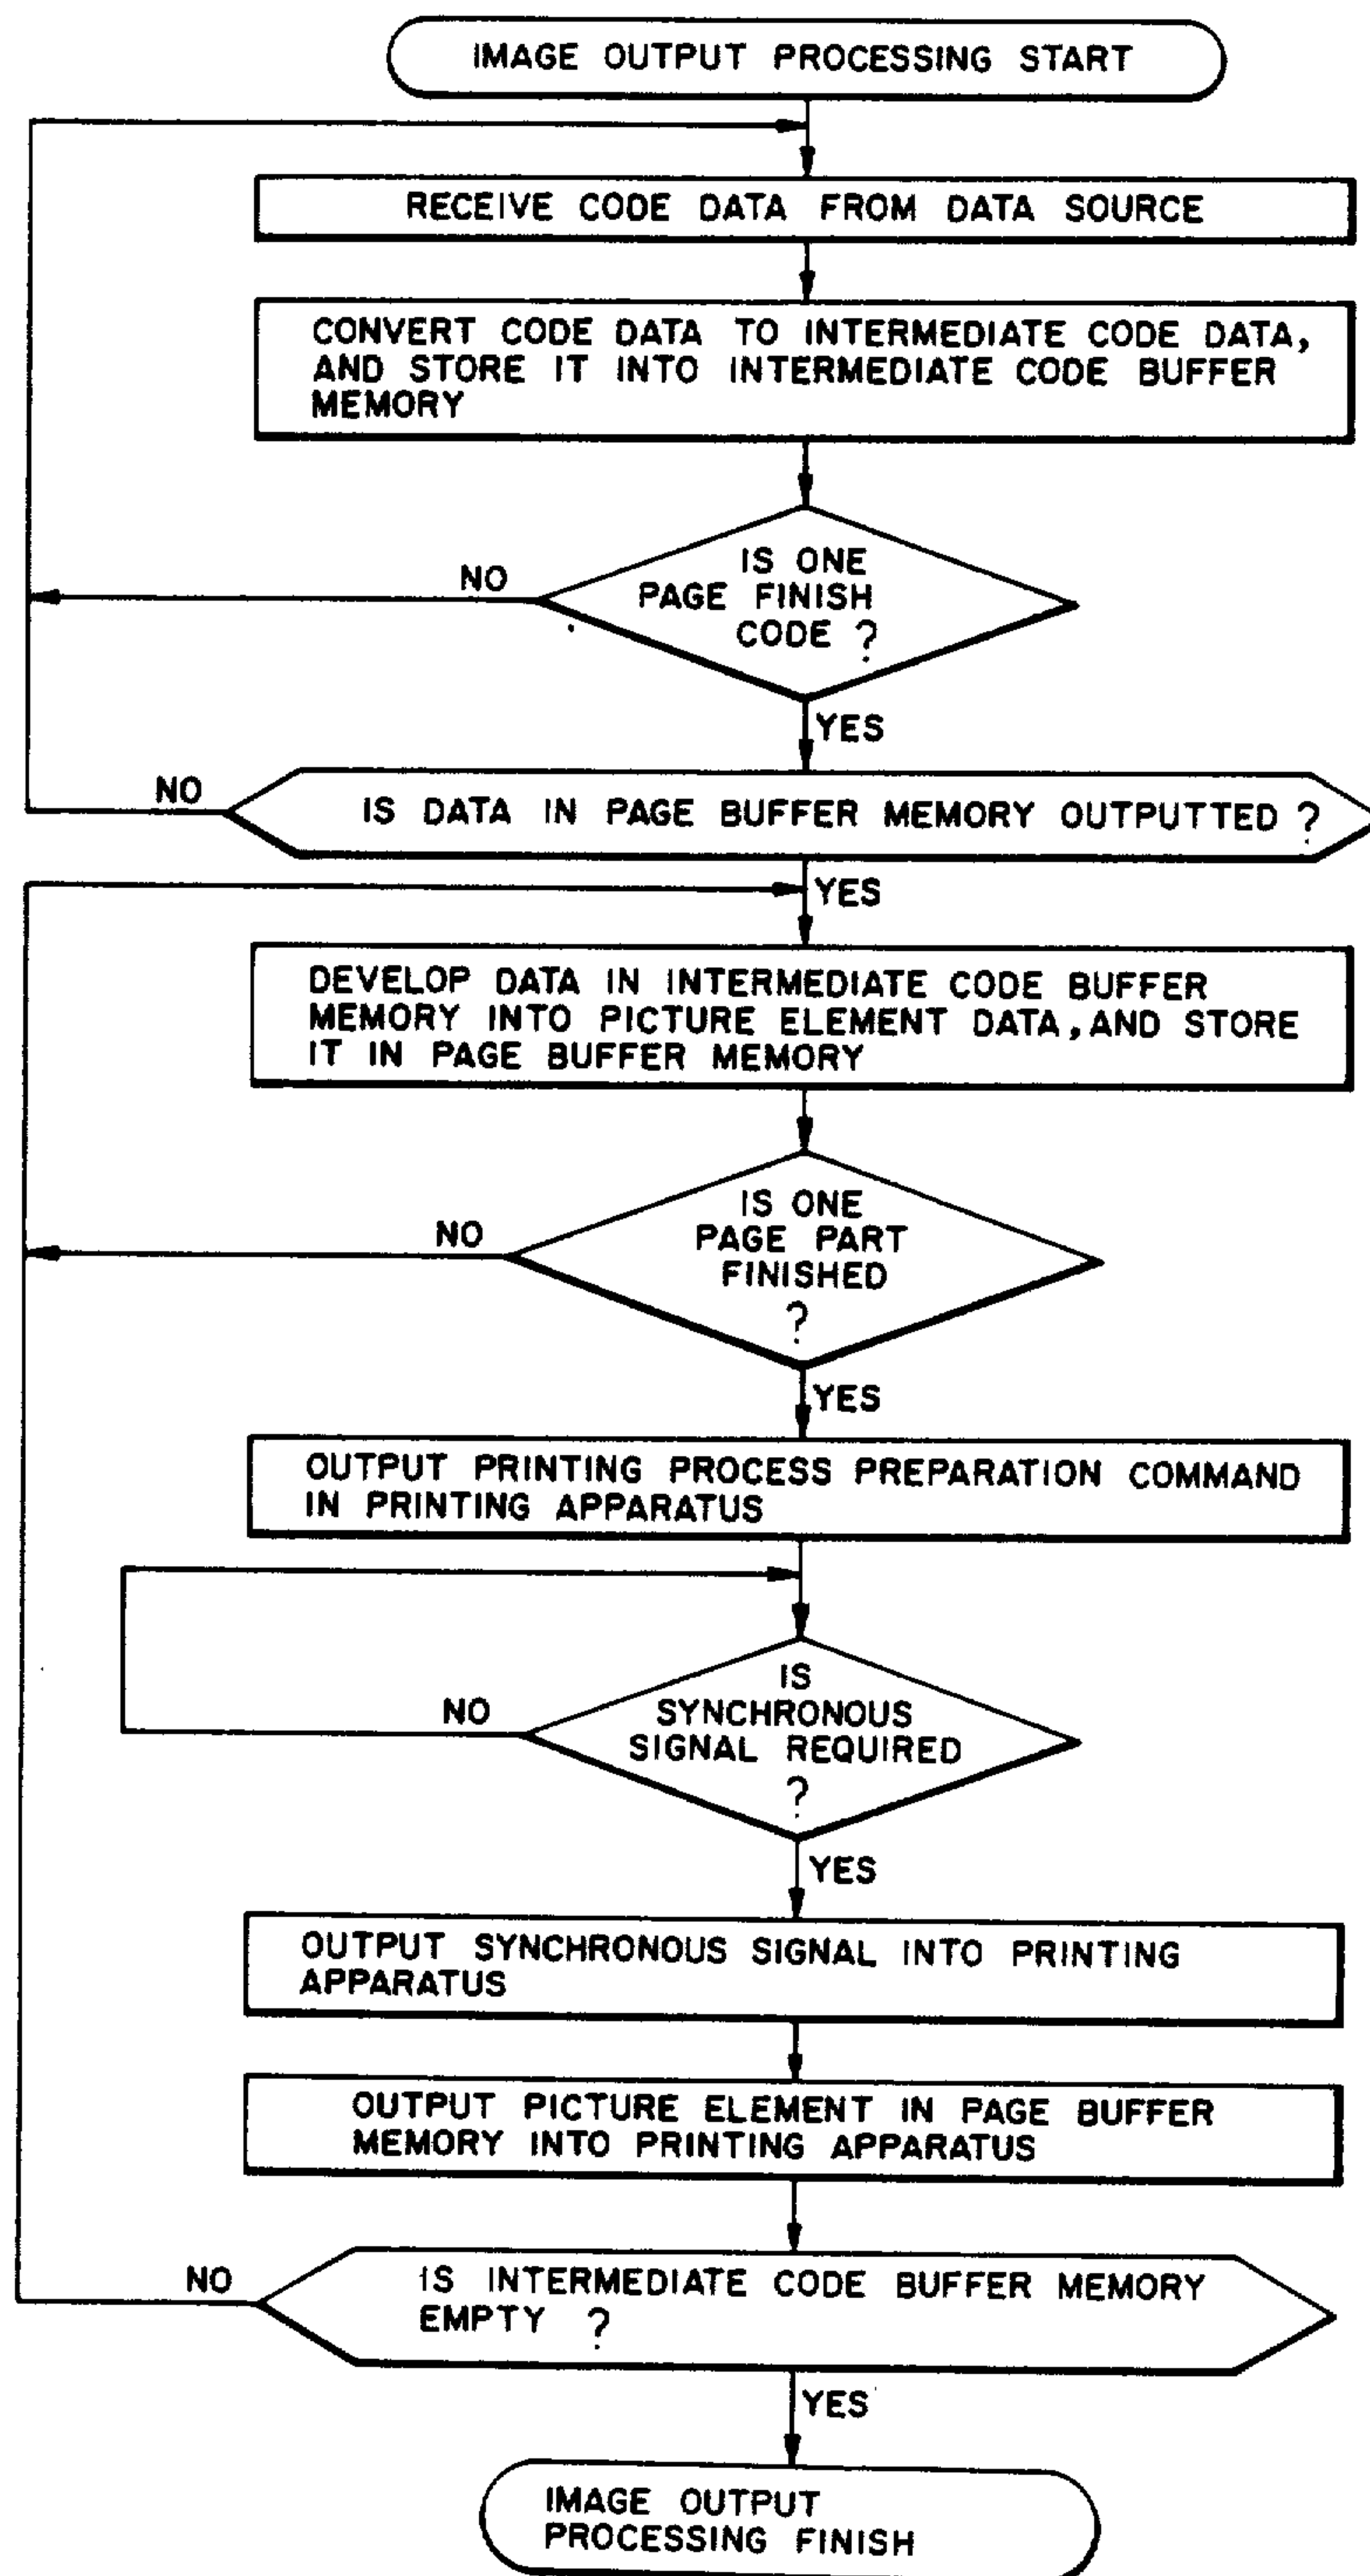 IMAGE OUTPUT PROCESSING START
RECEIVE CODE DATA FROM DATA SOURCE
CONVERT CODE DATA TO INTERMEDIATE CODE DATA,
AND STORE IT INTO INTERMEDIATE CODE BUFFER
MEMORY
IS ONE
PAGE FINISH
CODE ?
NO
YES
IS DATA IN PAGE BUFFER MEMORY OUTPUTTED ?
NO
YES
DEVELOP DATA IN INTERMEDIATE CODE BUFFER
MEMORY INTO PICTURE ELEMENT DATA, AND STORE
IT IN PAGE BUFFER MEMORY
IS ONE
PAGE PART
FINISHED
?
NO
YES
OUTPUT PRINTING PROCESS PREPARATION COMMAND
IN PRINTING APPARATUS
IS
SYNCHRONOUS
SIGNAL REQUIRED
?
NO
YES
OUTPUT SYNCHRONOUS SIGNAL INTO PRINTING
APPARATUS
OUTPUT PICTURE ELEMENT IN PAGE BUFFER
MEMORY INTO PRINTING APPARATUS
IS INTERMEDIATE CODE BUFFER MEMORY
EMPTY ?
NO
YES
IMAGE OUTPUT
PROCESSING FINISH